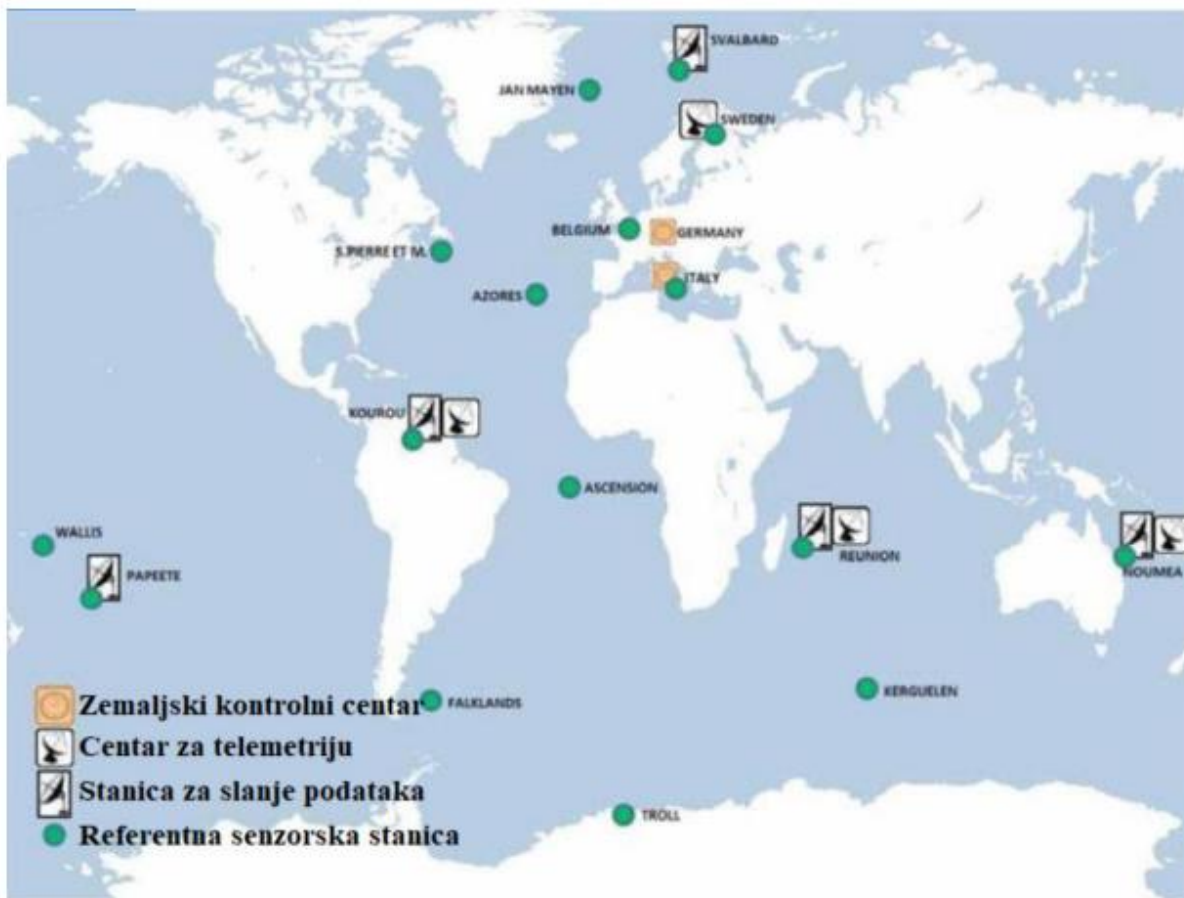 SVALBARD
JAN MAYEN
SWEDEN
BELGIUM
GERMANY
S.PIERRE ET M.
ITALY
AZORES
KOUROU
ASCENSION
WALLIS
REUNION
PAPEETE
NOUMEA
KERGUELEN
FALKLANDS
TROLL
Zemaljski kontrolni centar
Centar za telemetriju
Stanica za slanje podataka
Referentna senzorska stanica